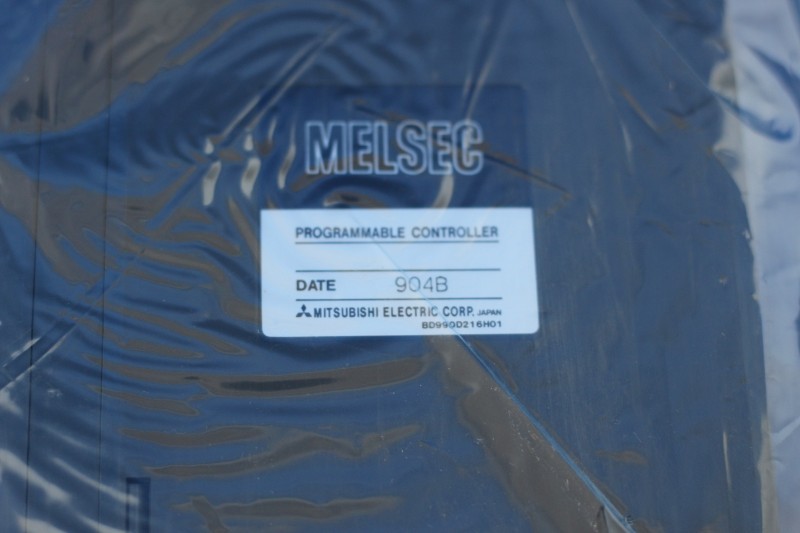 MELSEC
PROGRAMMABLE CONTROLLER
DATE 904B
MITSUBISHI ELECTRIC CORP. JAPAN
BD990D216H01